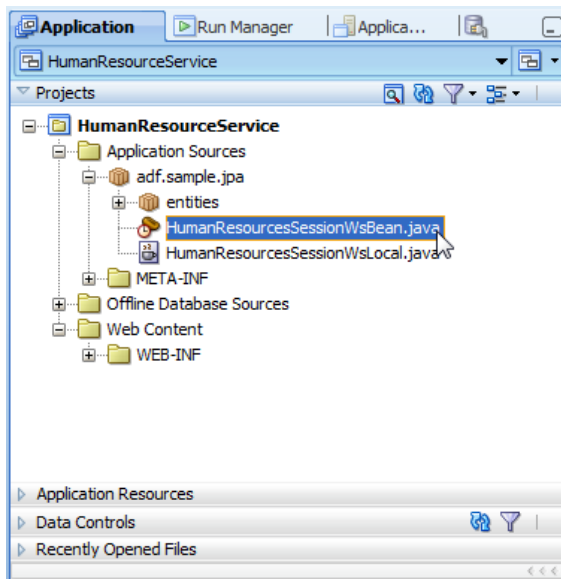 Application Run Manager Applica...
HumanResourceService
Projects
HumanResourceService
Application Sources
adf.sample.jpa
entities
HumanResourcesSessionWsBean.java
HumanResourcesSessionWsLocal.java
META-INF
Offline Database Sources
Web Content
WEB-INF
Application Resources
Data Controls
Recently Opened Files